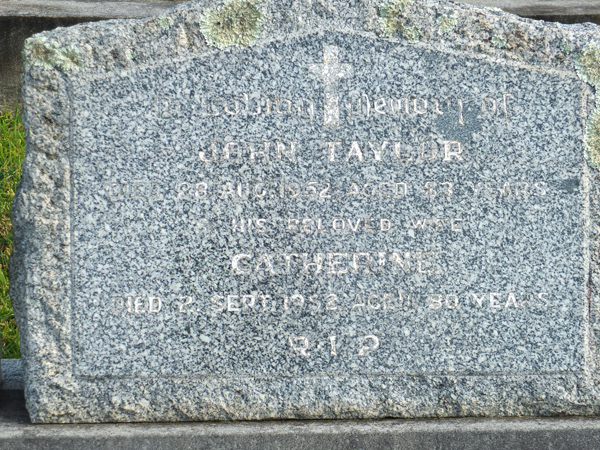 In Loving Memory of
JOHN TAYLOR
DIED 28 AUG. 1952 AGED 83 YEARS
HIS BELOVED WIFE
CATHERINE.
DIED 2. SEPT. 1952 AGED 80 YEARS
R.I.P